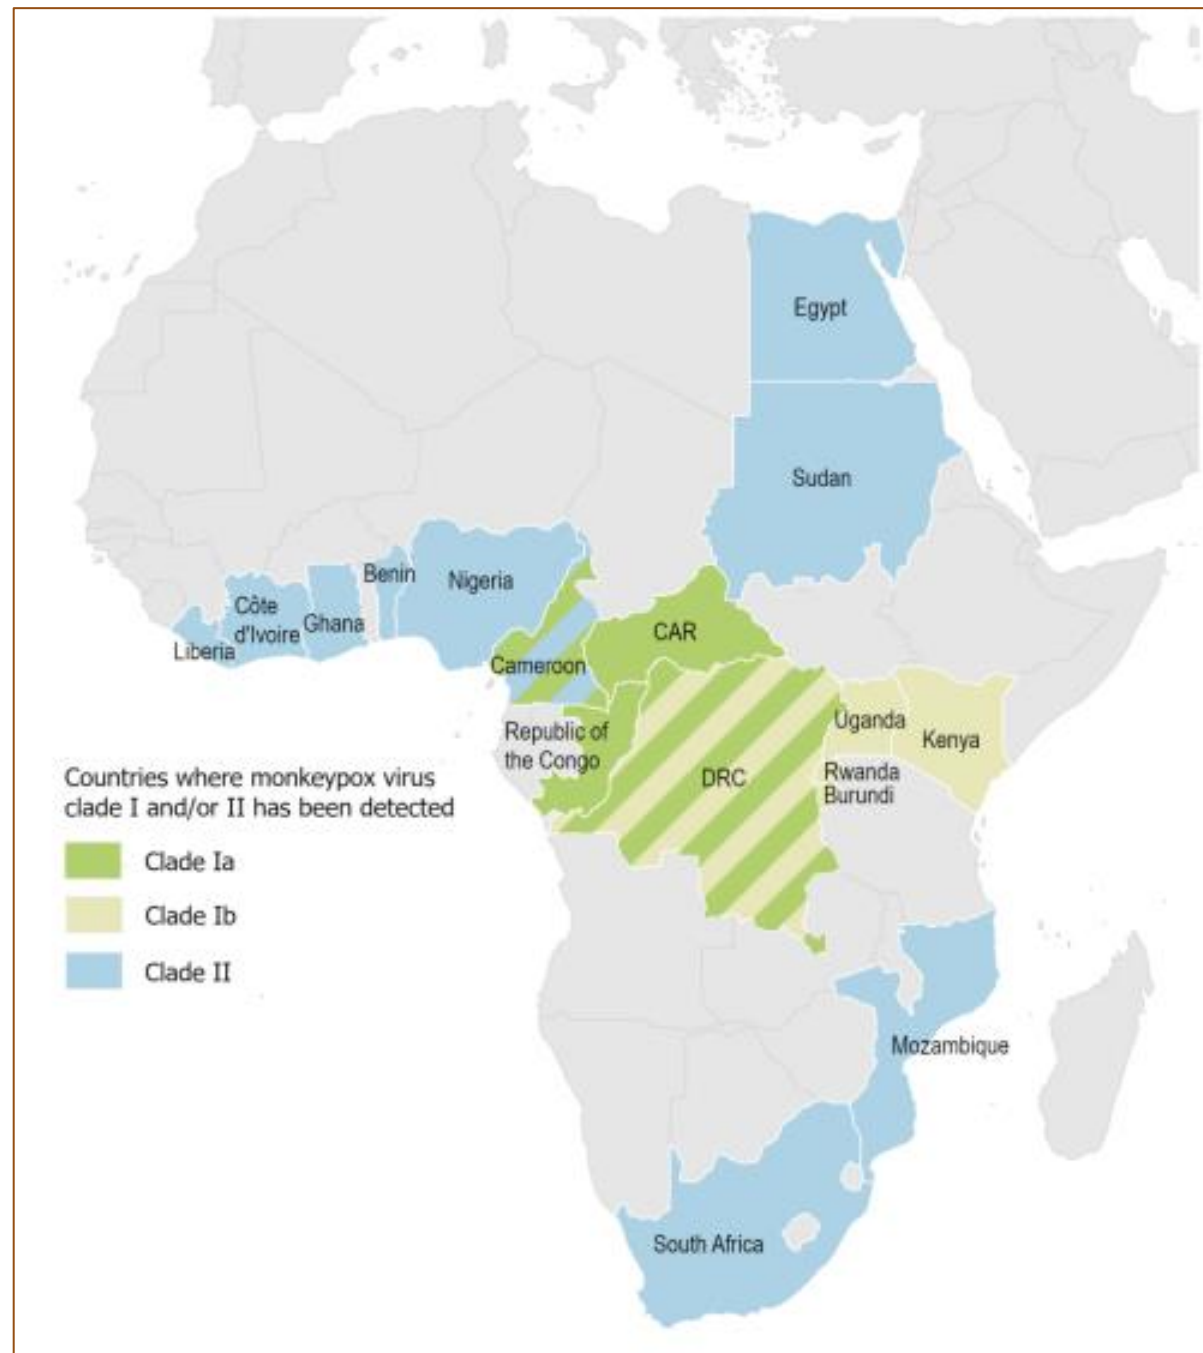 Egypt
Sudan
Benin
Nigeria
Côte
d'Ivoire
Ghana
Liberia
Cameroon
CAR
Republic of
the Congo
DRC
Uganda
Kenya
Rwanda
Burundi
Countries where monkeypox virus
clade I and/or II has been detected
Clade Ia
Clade Ib
Clade II
Mozambique
South Africa